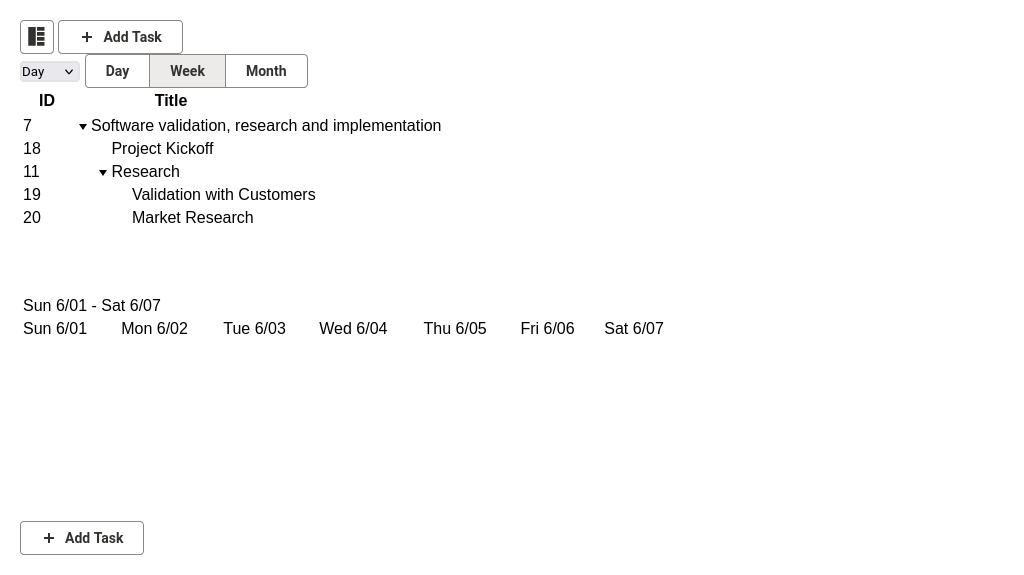 Add Task
Day Day Week Month
ID Title
7 Software validation, research and implementation
18 Project Kickoff
11 Research
19 Validation with Customers
20 Market Research
Sun 6/01 - Sat 6/07
Sun 6/01 Mon 6/02 Tue 6/03 Wed 6/04 Thu 6/05 Fri 6/06 Sat 6/07
Add Task